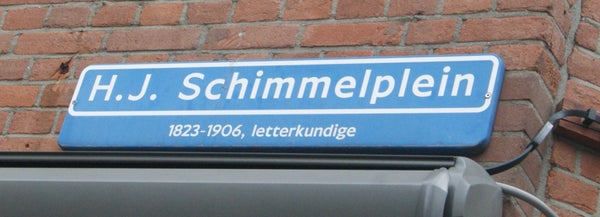 H.J. Schimmelplein
1823-1906, letterkundige